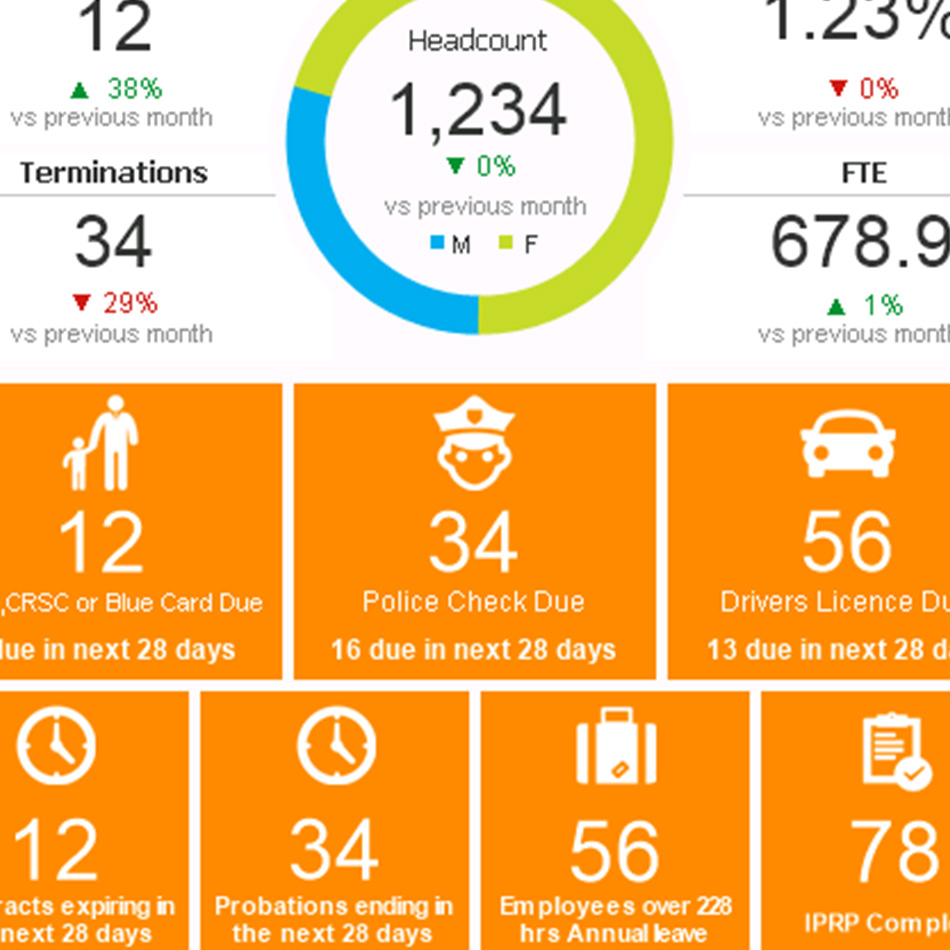 12
▲ 38%
vs previous month
Headcount
1,234
▼ 0%
vs previous month
M F
1.23%
▼ 0%
vs previous month
Terminations
34
▼ 29%
vs previous month
FTE
678.9
▲ 1%
vs previous month
12
,CRSC or Blue Card Due
due in next 28 days
34
Police Check Due
16 due in next 28 days
56
Drivers Licence Du
13 due in next 28 d
12
racts expiring in
next 28 days
34
Probations ending in
the next 28 days
56
Employees over 228
hrs Annual leave
78
IPRP Comp